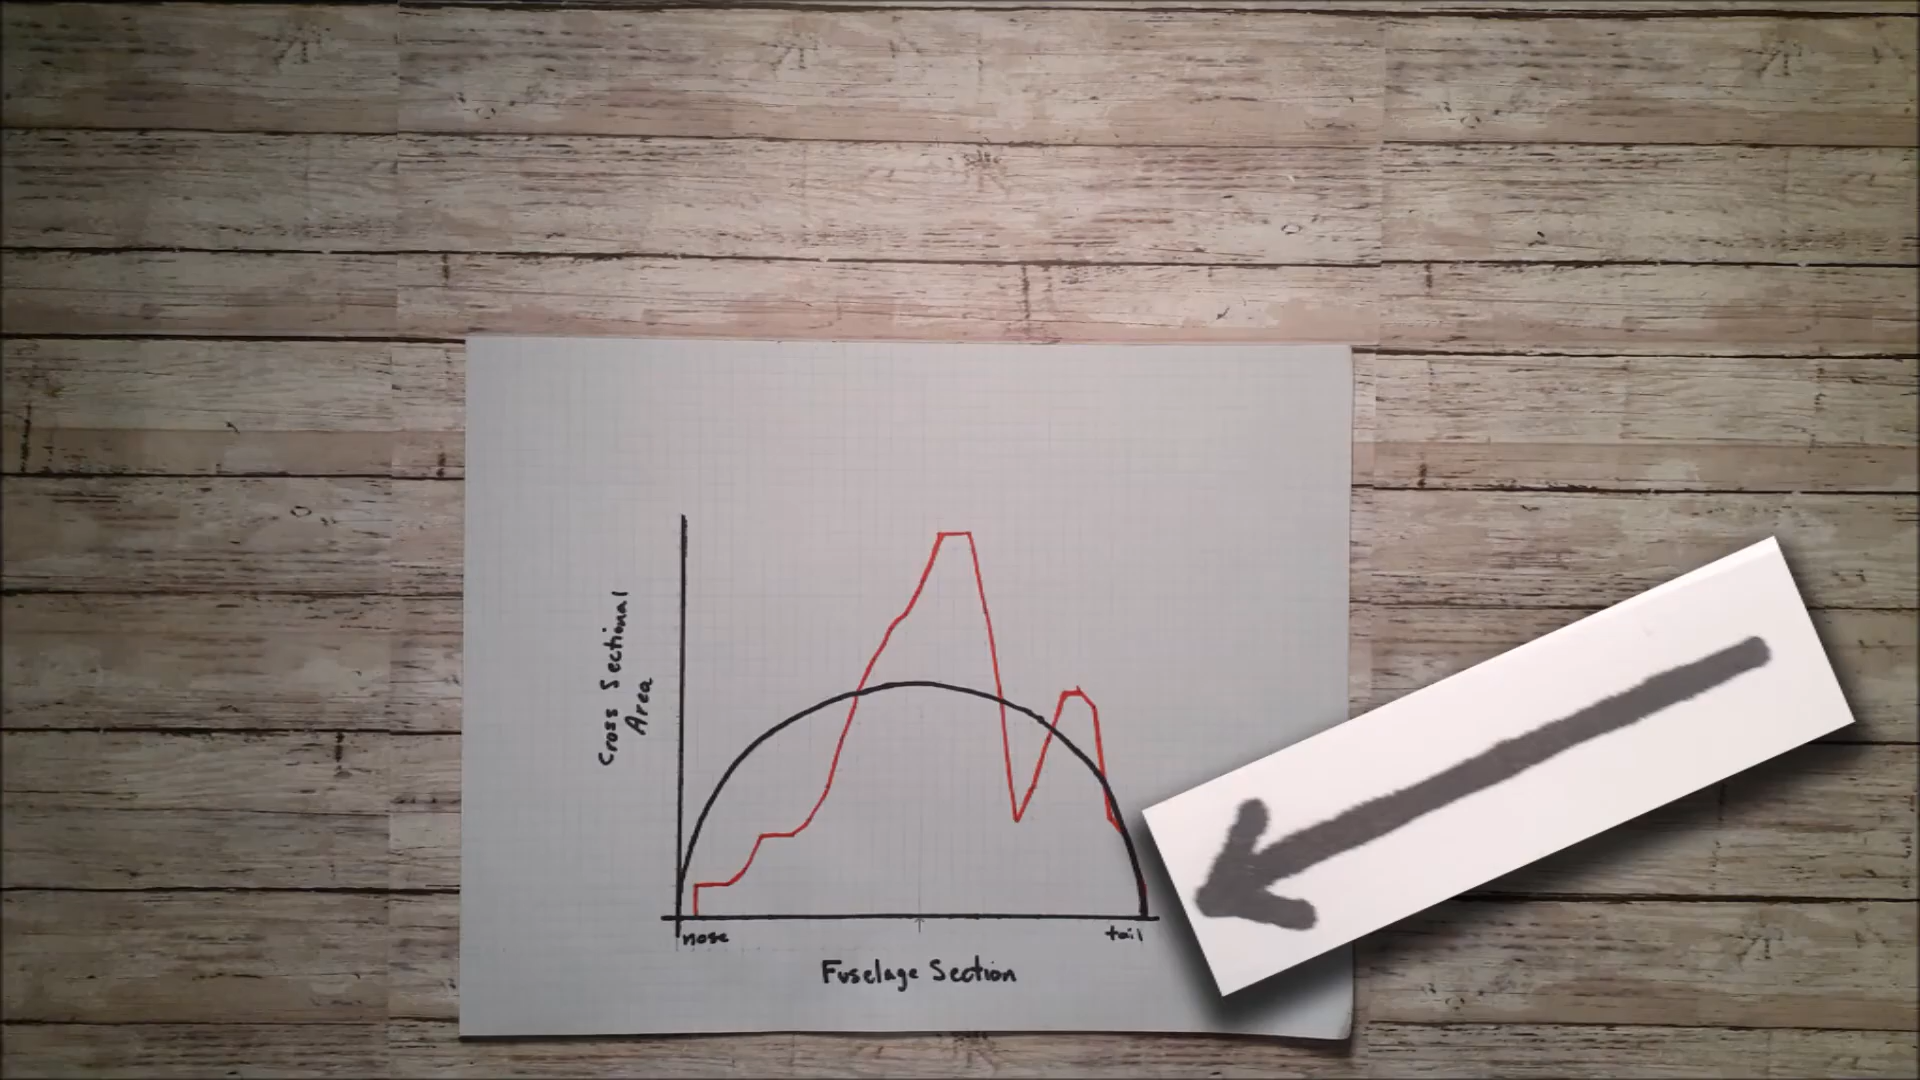 Cross Sectional
Area
nose
tail
Fuselage Section